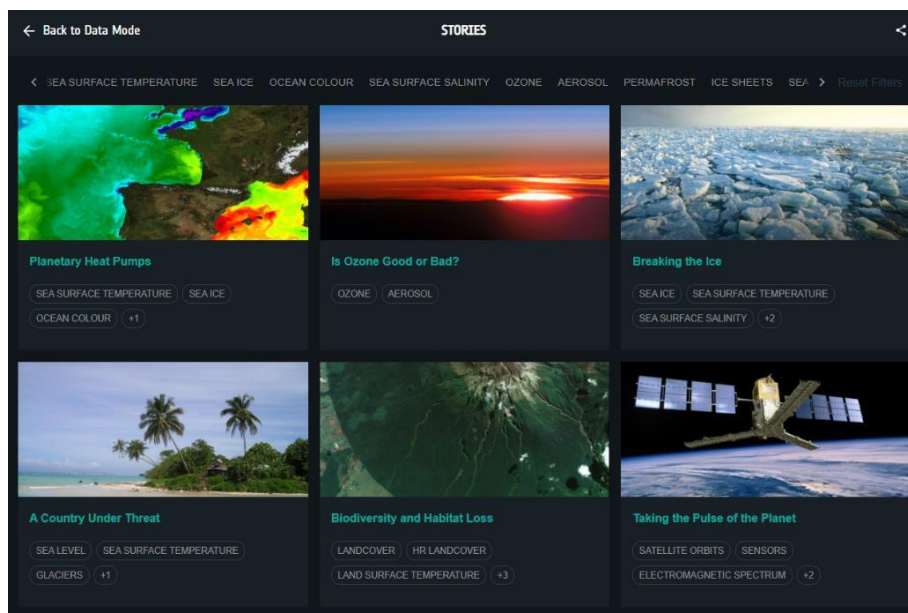 Back to Data Mode
STORIES
SEA SURFACE TEMPERATURE SEA ICE OCEAN COLOUR SEA SURFACE SALINITY OZONE AEROSOL PERMAFROST ICE SHEETS SEA Reset Filters
Planetary Heat Pumps
SEA SURFACE TEMPERATURE SEA ICE
OCEAN COLOUR +1
Is Ozone Good or Bad?
OZONE AEROSOL
Breaking the Ice
SEA ICE SEA SURFACE TEMPERATURE
SEA SURFACE SALINITY +2
A Country Under Threat
SEA LEVEL SEA SURFACE TEMPERATURE
GLACIERS +1
Biodiversity and Habitat Loss
LANDCOVER HR LANDCOVER
LAND SURFACE TEMPERATURE +3
Taking the Pulse of the Planet
SATELLITE ORBITS SENSORS
ELECTROMAGNETIC SPECTRUM +2